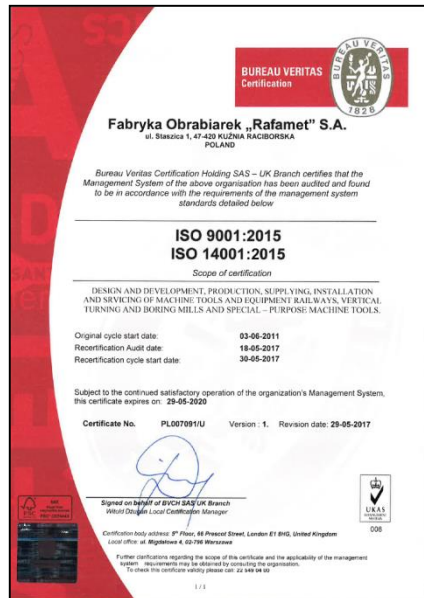 BUREAU VERITAS
Certification
BUREAU VERITAS
1828
Fabryka Obrabiarek „Rafamet” S.A.
ul. Staszica 1, 47-420 KUŹNIA RACIBORSKA
POLAND
Bureau Veritas Certification Holding SAS – UK Branch certifies that the
Management System of the above organisation has been audited and found
to be in accordance with the requirements of the management system
standards detailed below
ISO 9001:2015
ISO 14001:2015
Scope of certification
DESIGN AND DEVELOPMENT, PRODUCTION, SUPPLYING, INSTALLATION
AND SRVICING OF MACHINE TOOLS AND EQUIPMENT RAILWAYS, VERTICAL
TURNING AND BORING MILLS AND SPECIAL – PURPOSE MACHINE TOOLS.
Original cycle start date: 03-06-2011
Recertification Audit date: 18-05-2017
Recertification cycle start date: 30-05-2017
Subject to the continued satisfactory operation of the organization's Management System,
this certificate expires on: 29-05-2020
Certificate No. PL007091/U Version : 1. Revision date: 29-05-2017
Signed on behalf of BVCH SAS UK Branch
Witold Dżugan Local Certification Manager
UKAS
MANAGEMENT
SYSTEMS
008
Certification body address: 5th Floor, 66 Prescot Street, London E1 8HG, United Kingdom
Local office: ul. Migdałowa 4, 02-796 Warszawa
Further clarifications regarding the scope of this certificate and the applicability of the management
system requirements may be obtained by consulting the organisation.
To check this certificate validity please call: 22 549 04 00
1 / 1